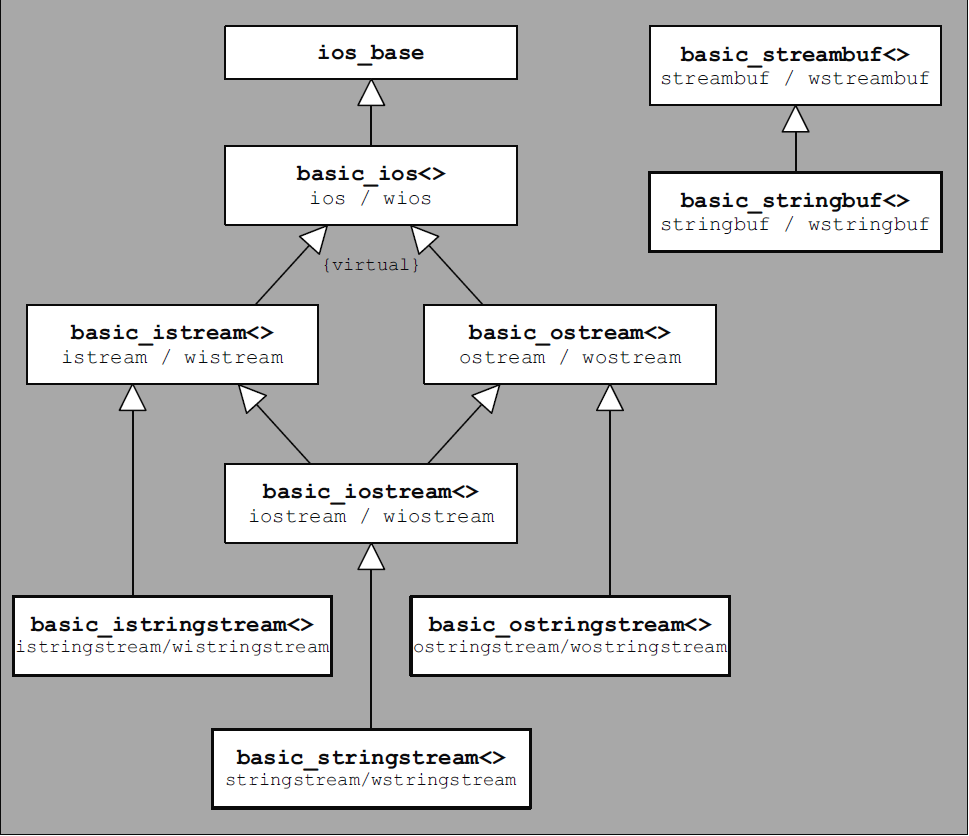 ios_base
basic_streambuf<>
streambuf / wstreambuf
basic_ios<>
ios / wios
basic_stringbuf<>
stringbuf / wstringbuf
{virtual}
basic_istream<>
istream / wistream
basic_ostream<>
ostream / wostream
basic_iostream<>
iostream / wiostream
basic_istringstream<>
istringstream/wistringstream
basic_ostringstream<>
ostringstream/wostringstream
basic_stringstream<>
stringstream/wstringstream